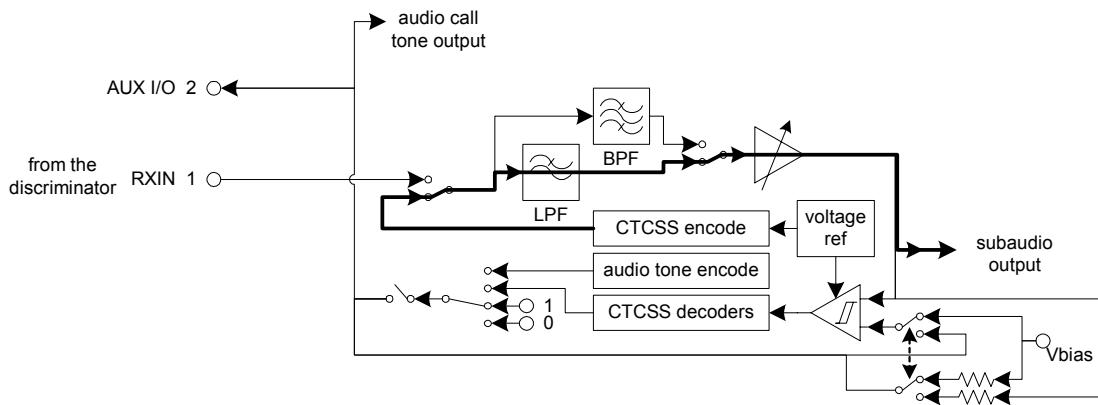 audio call
tone output
AUX I/O 2
from the
discriminator
RXIN 1
BPF
LPF
CTCSS encode
voltage
ref
subaudio
output
audio tone encode
CTCSS decoders
1
0
Vbias